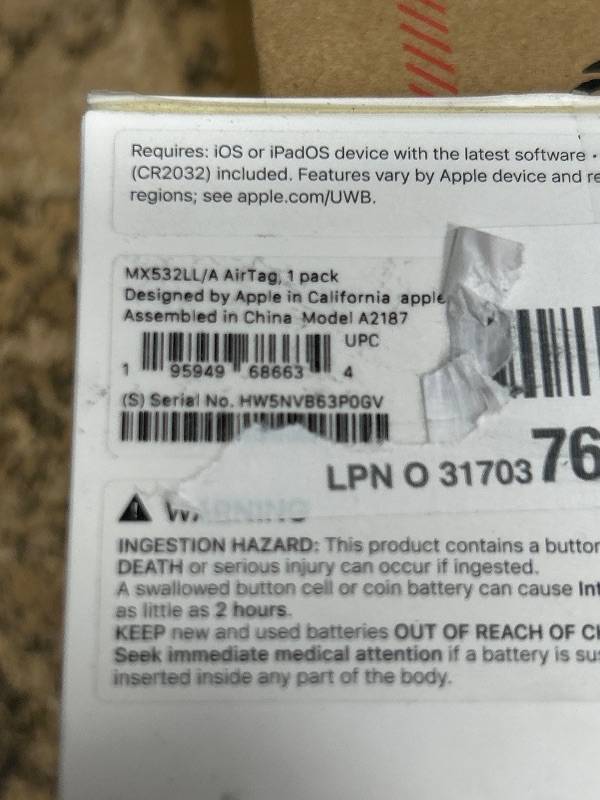 Requires: iOS or iPadOS device with the latest software •
(CR2032) included. Features vary by Apple device and re
regions; see apple.com/UWB.
MX532LL/A AirTag, 1 pack
Designed by Apple in California apple
Assembled in China Model A2187
UPC
1 95949 68663 4
(S) Serial No. HW5NVB63P0GV
LPN O 3170376
WARNING
INGESTION HAZARD: This product contains a button
DEATH or serious injury can occur if ingested.
A swallowed button cell or coin battery can cause Int
as little as 2 hours.
KEEP new and used batteries OUT OF REACH OF CH
Seek immediate medical attention if a battery is sus
inserted inside any part of the body.